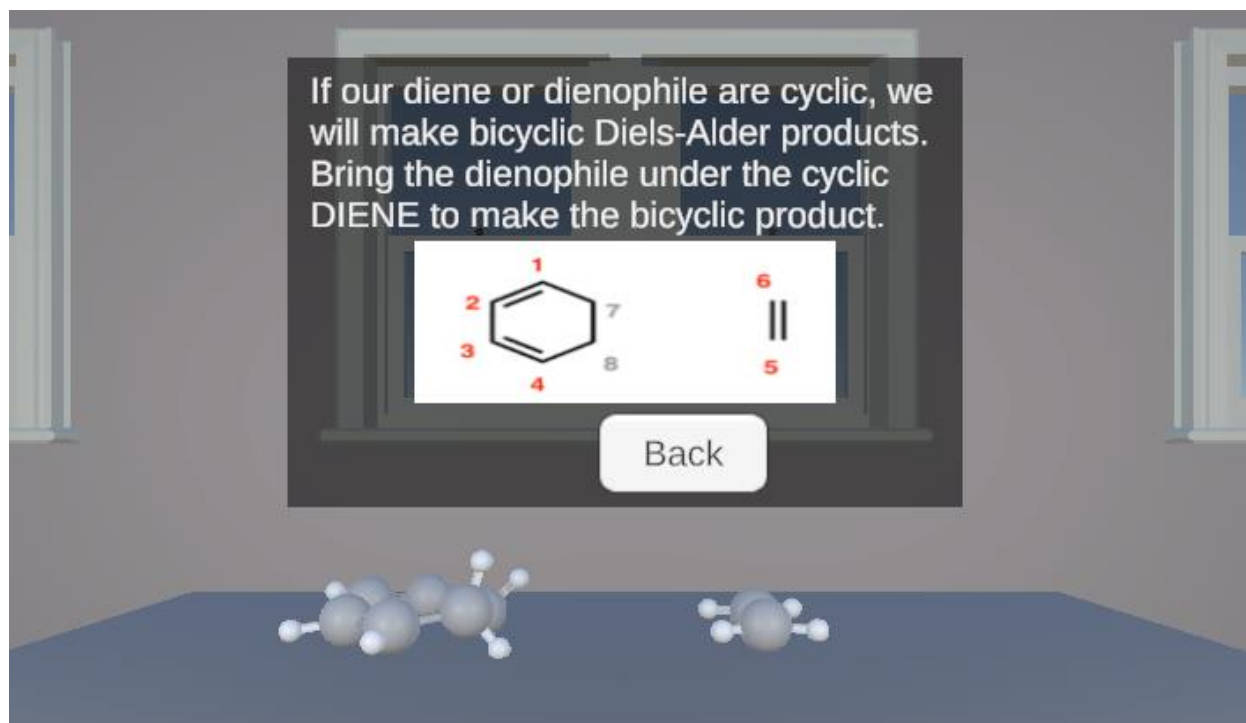 If our diene or dienophile are cyclic, we
will make bicyclic Diels-Alder products.
Bring the dienophile under the cyclic
DIENE to make the bicyclic product.
1
2
3
4
7
8
6
5
Back